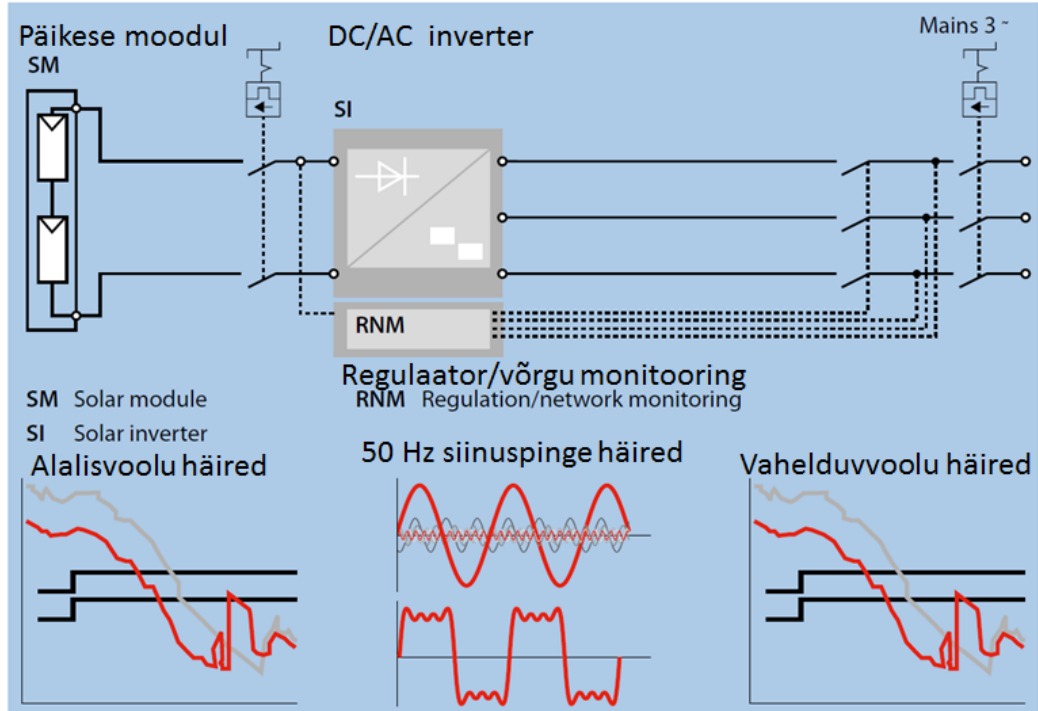 Päikese moodul
DC/AC inverter
Mains 3 ~
SM
SI
RNM
Regulaator/võrgu monitooring
SM Solar module
RNM Regulation/network monitoring
SI Solar inverter
Alalisvoolu häired
50 Hz siinuspinge häired
Vahelduvvoolu häired